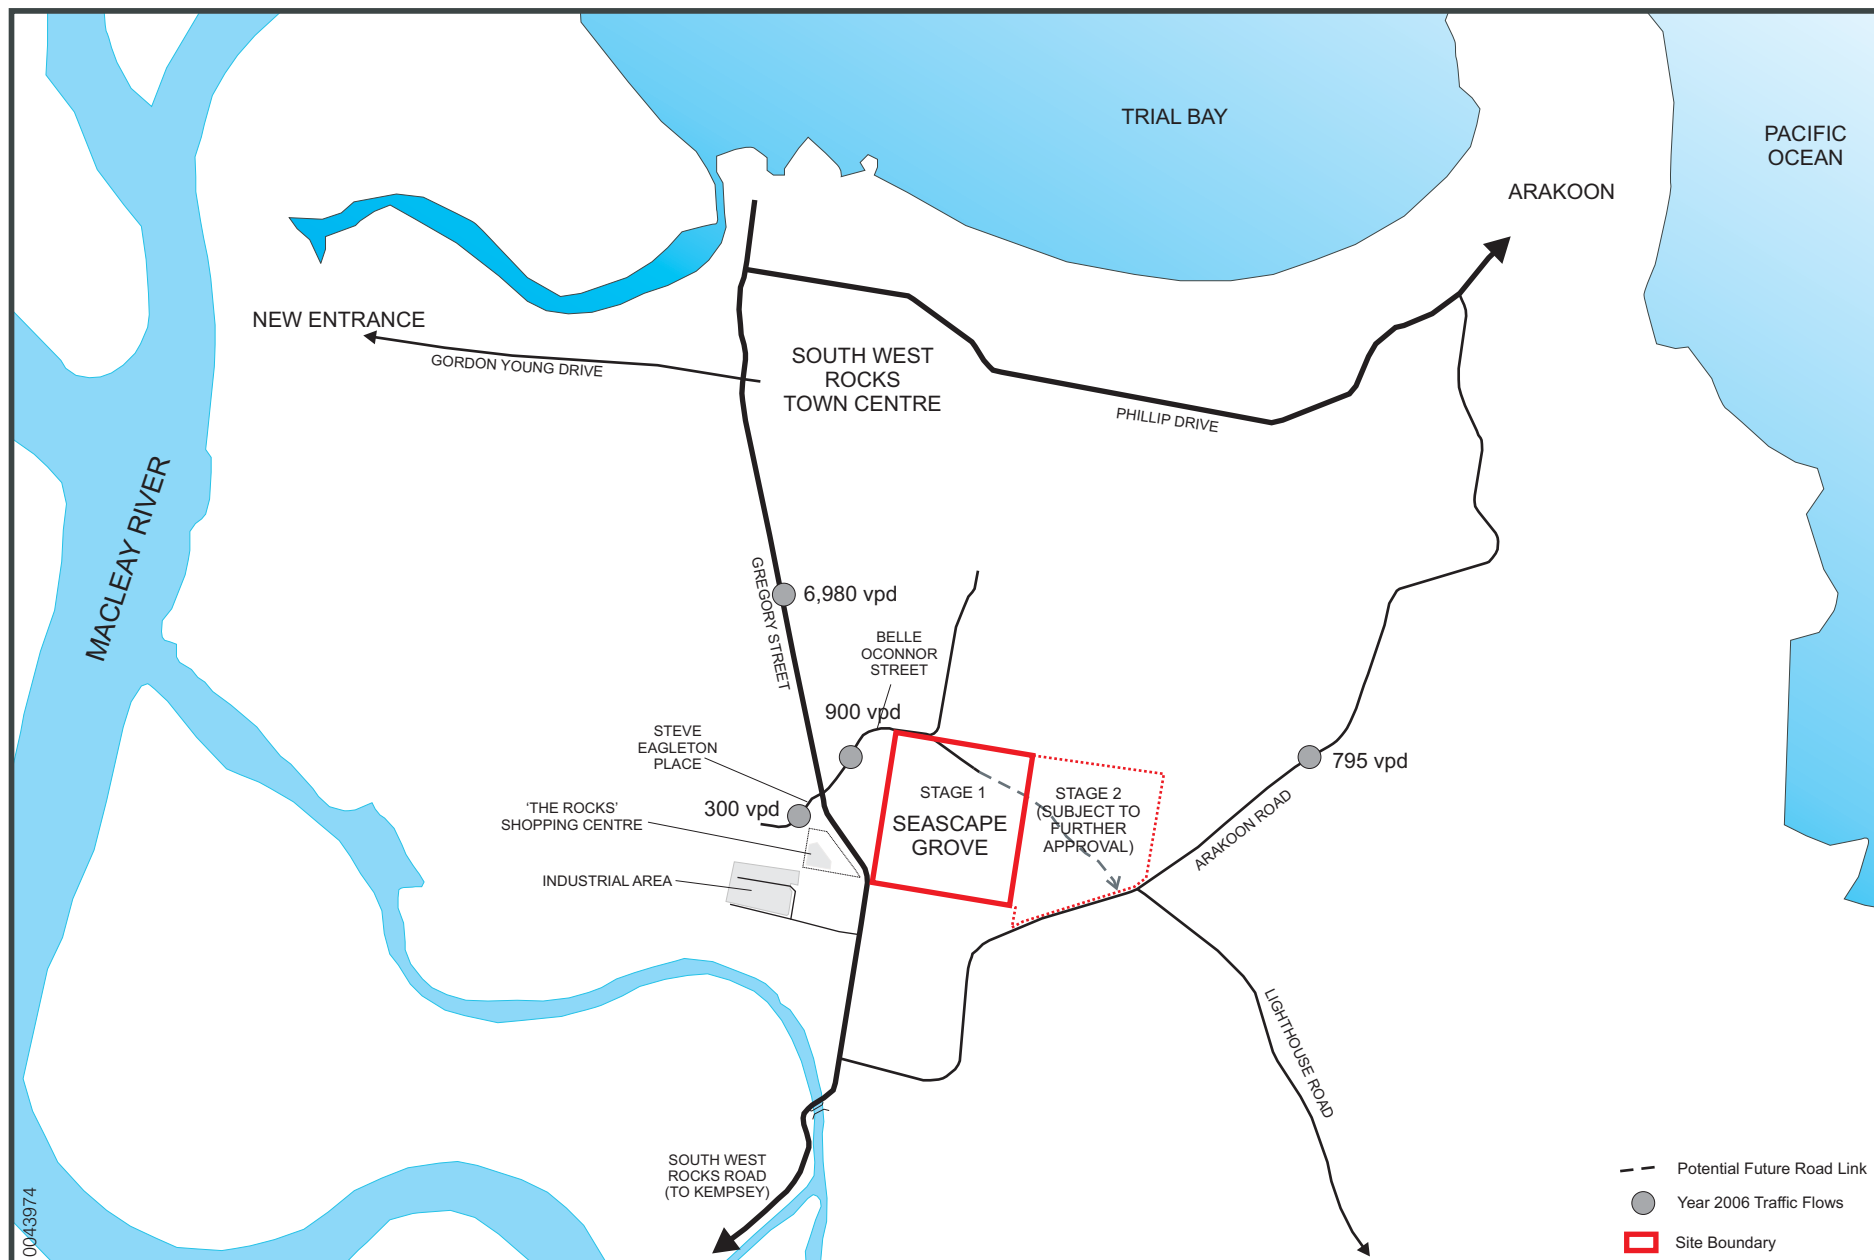 TRIAL BAY
PACIFIC
OCEAN
ARAKOON
NEW ENTRANCE
GORDON YOUNG DRIVE
SOUTH WEST
ROCKS
TOWN CENTRE
PHILLIP DRIVE
MACLEAY RIVER
GREGORY STREET
6,980 vpd
BELLE
OCONNOR
STREET
900 vpd
STEVE
EAGLETON
PLACE
795 vpd
300 vpd
'THE ROCKS'
SHOPPING CENTRE
STAGE 1
SEASCAPE
GROVE
STAGE 2
(SUBJECT TO
FURTHER
APPROVAL)
ARAKOON ROAD
INDUSTRIAL AREA
LIGHTHOUSE ROAD
SOUTH WEST
ROCKS ROAD
(TO KEMPSEY)
Potential Future Road Link
Year 2006 Traffic Flows
Site Boundary
0043974